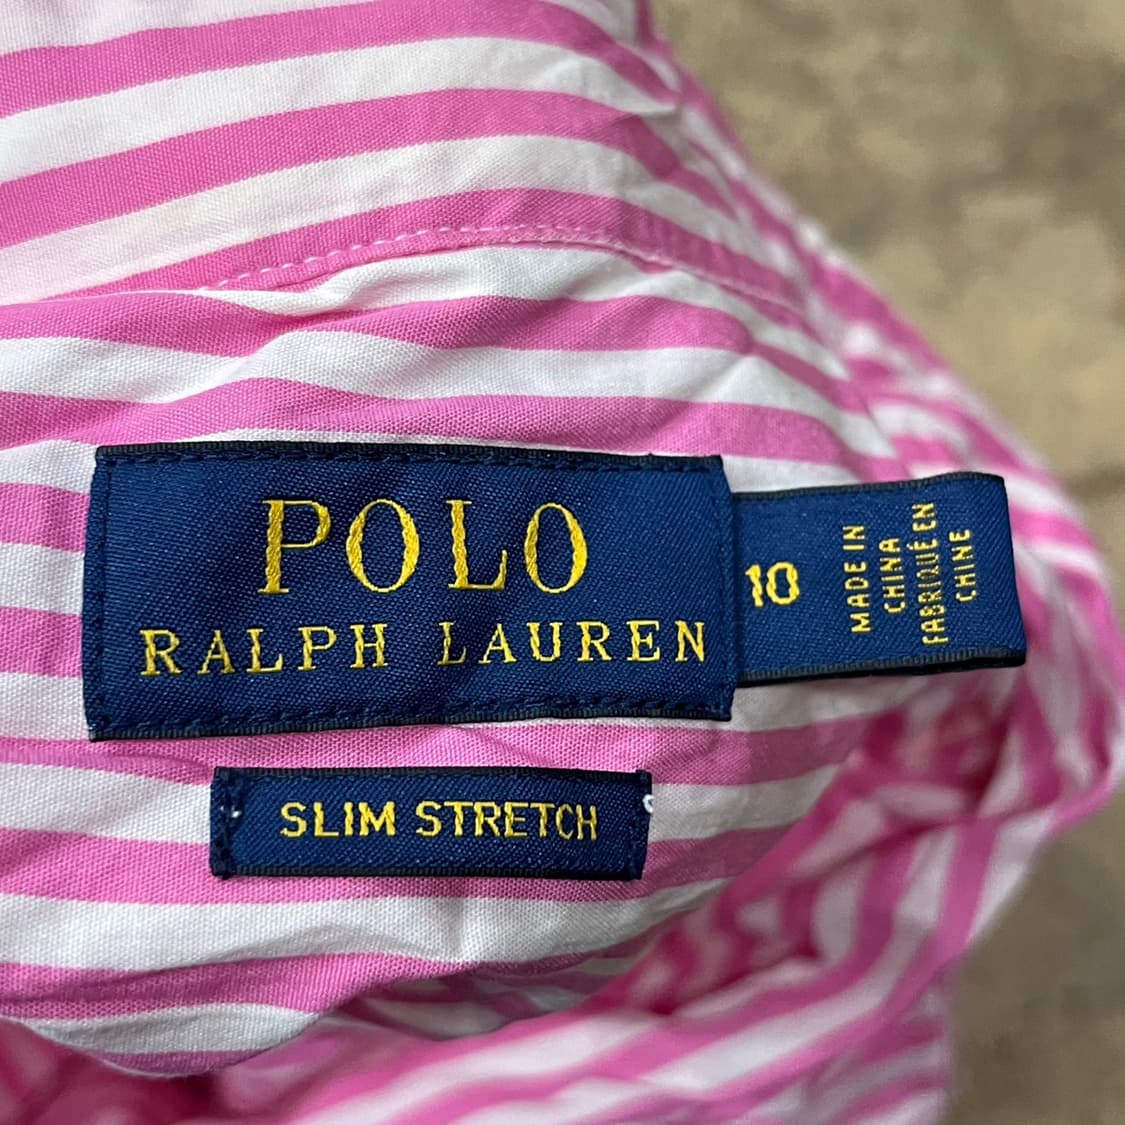 POLO
RALPH LAUREN
10
MADE IN
CHINA
FABRIQUÉ EN
CHINE
SLIM STRETCH